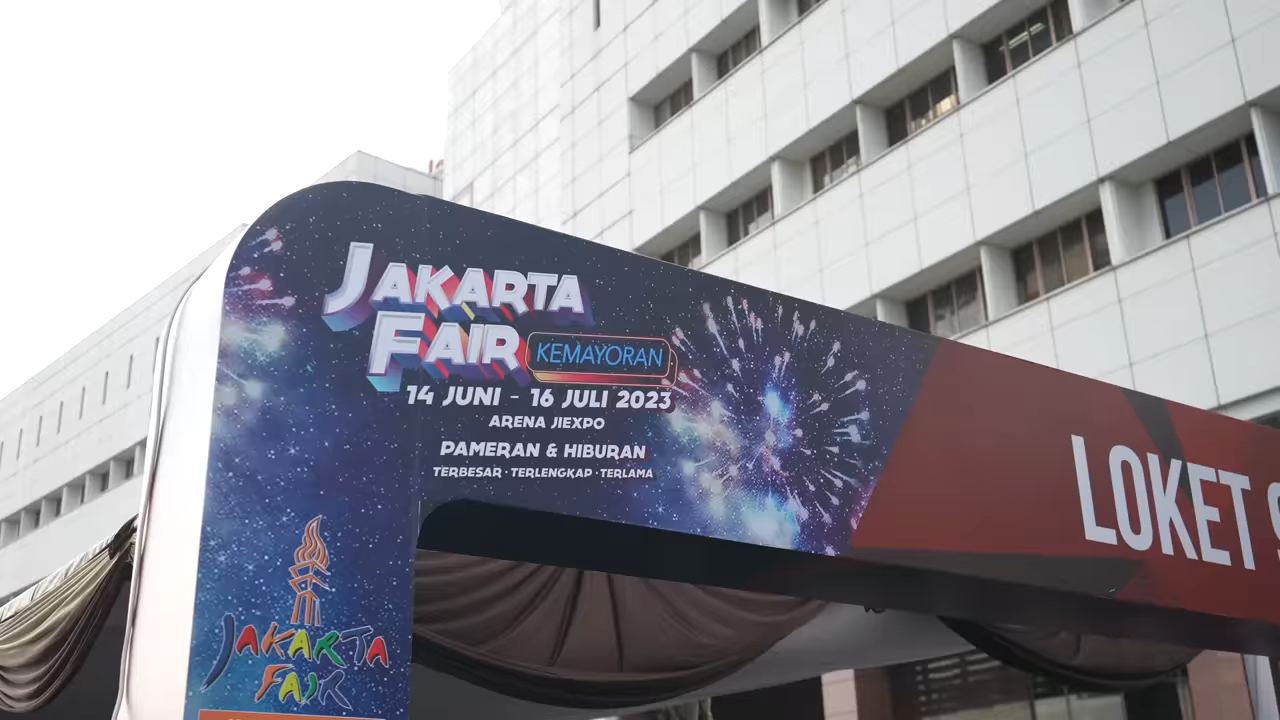 JAKARTA
FAIR KEMAYORAN
14 JUNI - 16 JULI 2023
ARENA JIEXPO
PAMERAN & HIBURAN
TERBESAR · TERLENGKAP · TERLAMA
LOKET
JAKARTA
FAIR